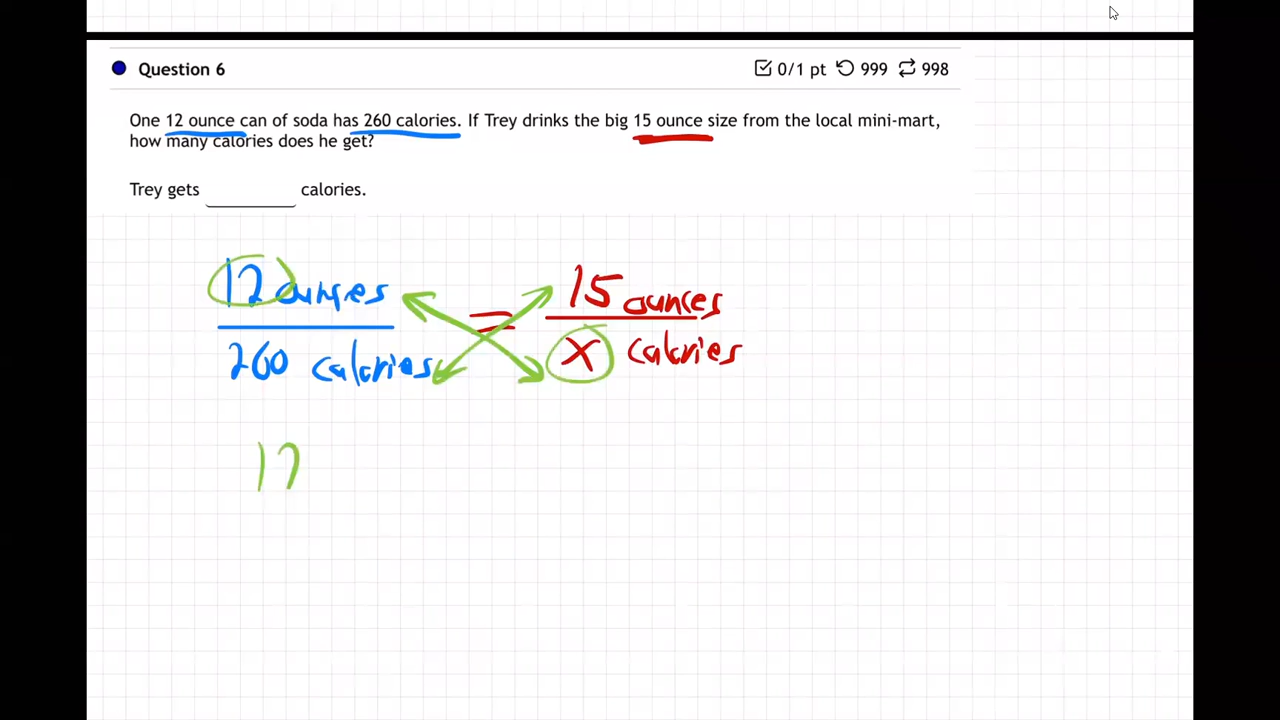 Question 6
0/1 pt 999 998
One 12 ounce can of soda has 260 calories. If Trey drinks the big 15 ounce size from the local mini-mart,
how many calories does he get?
Trey gets ________ calories.
12 ounces = 15 ounces
260 calories x calories
12